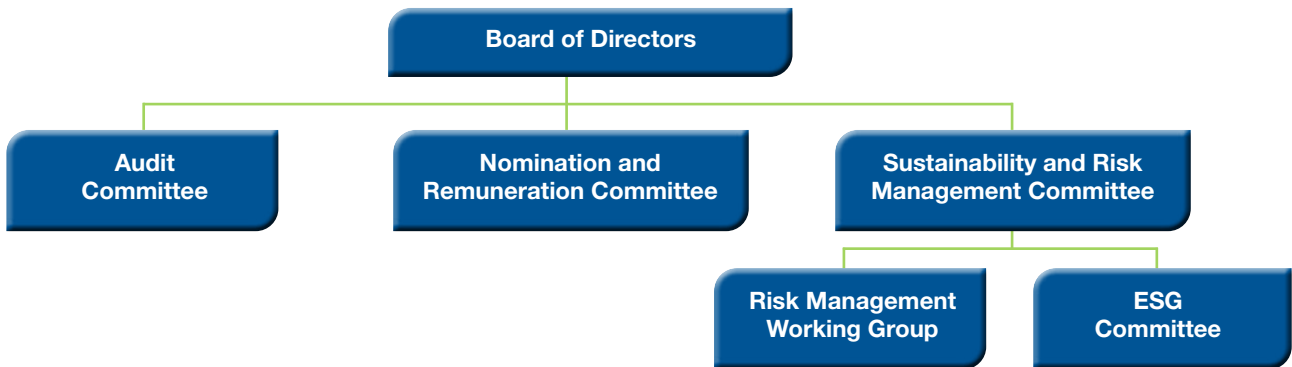 Board of Directors
Audit
Committee
Nomination and
Remuneration Committee
Sustainability and Risk
Management Committee
Risk Management
Working Group
ESG
Committee